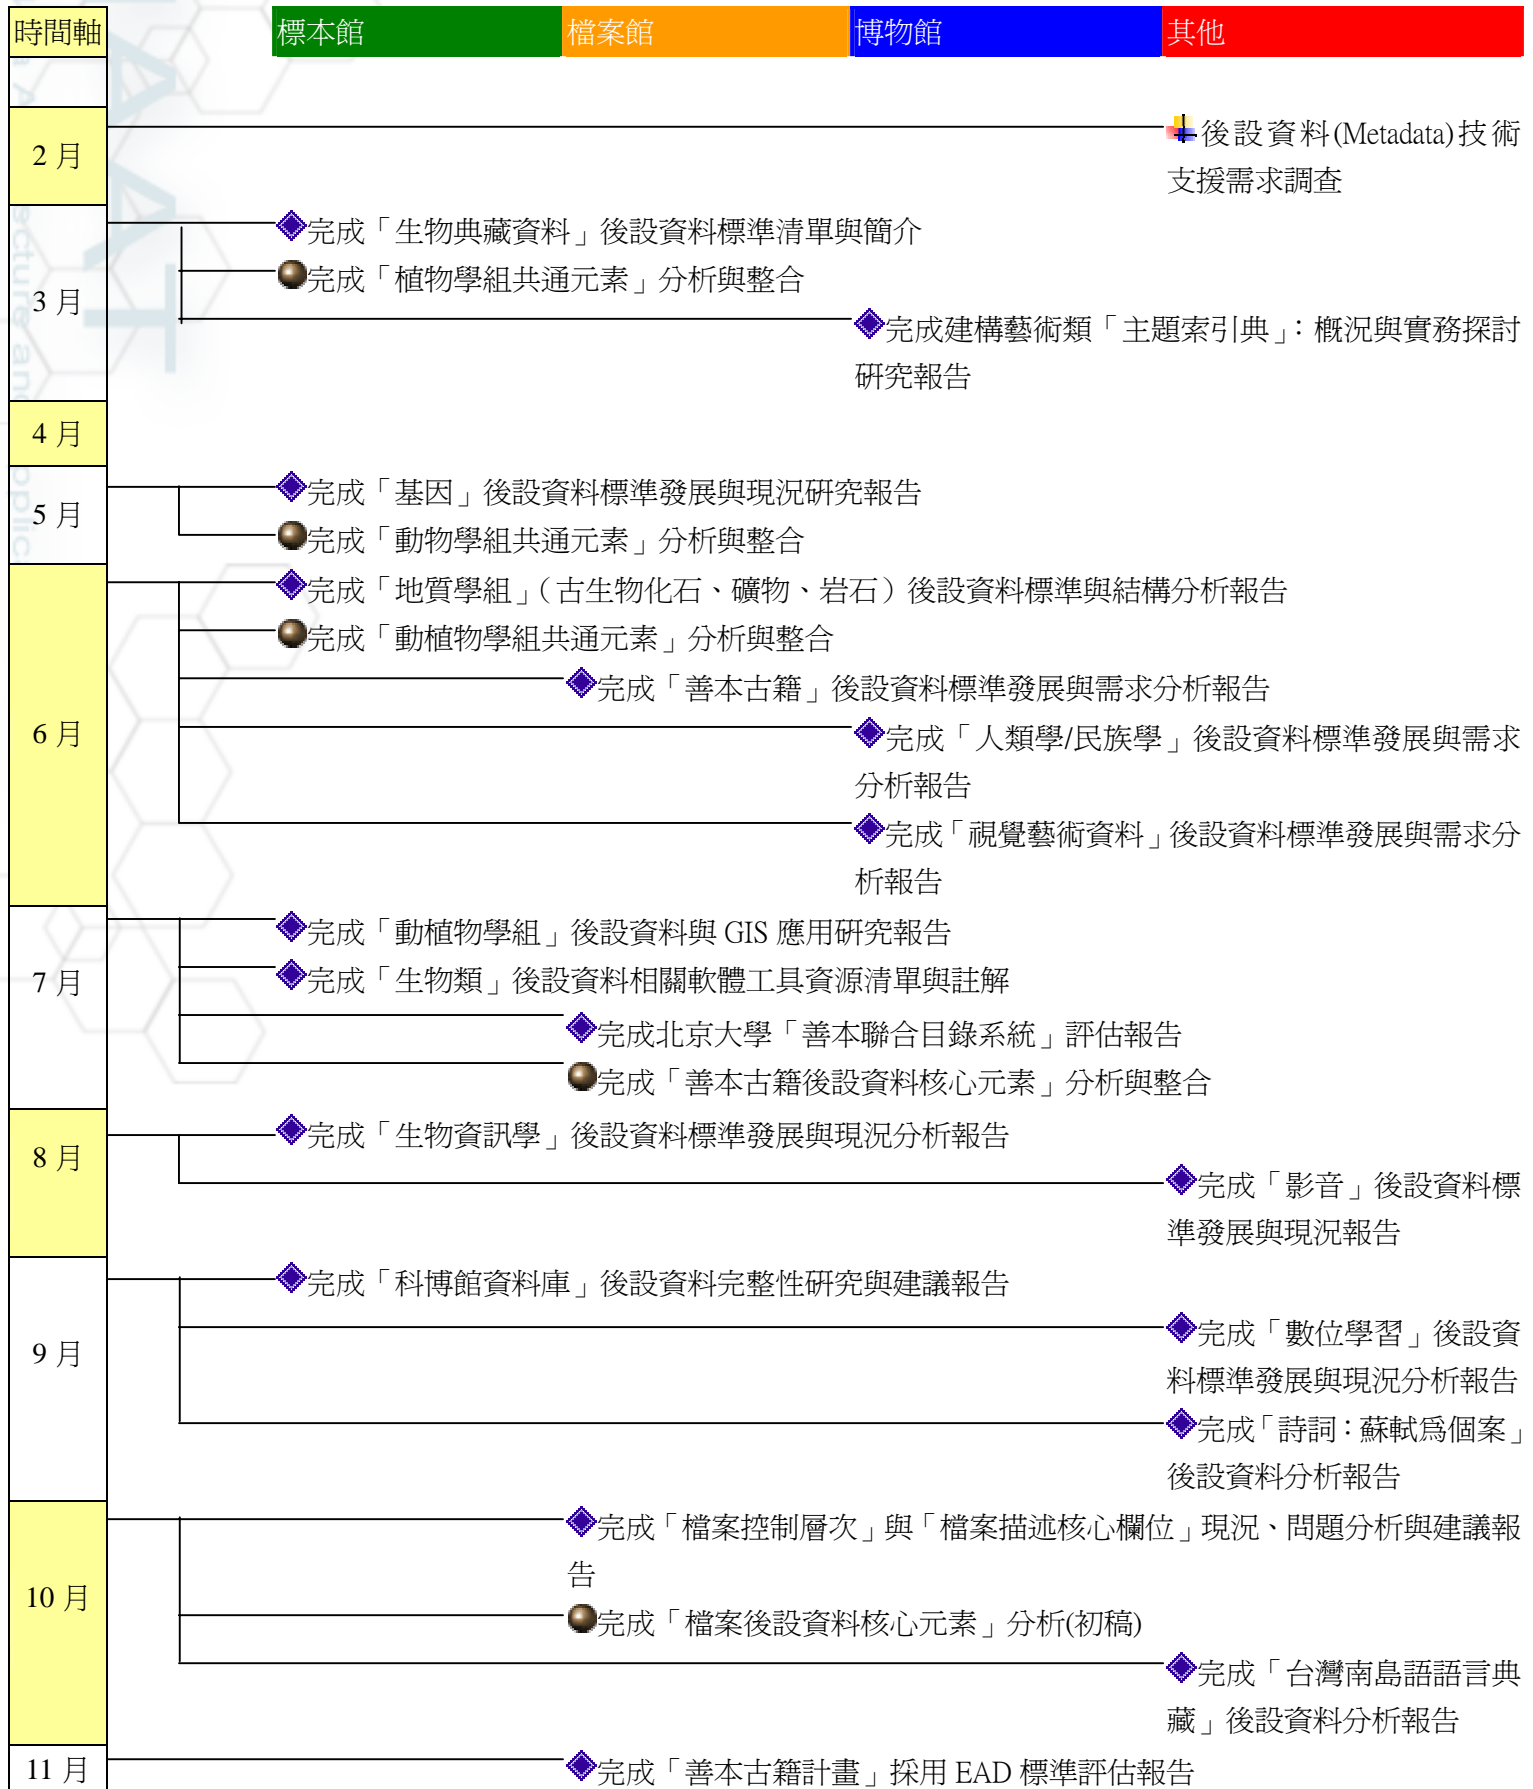 時間軸 標本館 檔案館 博物館 其他
2 月
後設資料(Metadata)技術
支援需求調查
3 月
完成「生物典藏資料」後設資料標準清單與簡介
完成「植物學組共通元素」分析與整合
完成建構藝術類「主題索引典」：概況與實務探討
研究報告
4 月
5 月
完成「基因」後設資料標準發展與現況研究報告
完成「動物學組共通元素」分析與整合
6 月
完成「地質學組」（古生物化石、礦物、岩石）後設資料標準與結構分析報告
完成「動植物學組共通元素」分析與整合
完成「善本古籍」後設資料標準發展與需求分析報告
完成「人類學/民族學」後設資料標準發展與需求
分析報告
完成「視覺藝術資料」後設資料標準發展與需求分
析報告
7 月
完成「動植物學組」後設資料與 GIS 應用研究報告
完成「生物類」後設資料相關軟體工具資源清單與註解
完成北京大學「善本聯合目錄系統」評估報告
完成「善本古籍後設資料核心元素」分析與整合
8 月
完成「生物資訊學」後設資料標準發展與現況分析報告
完成「影音」後設資料標
準發展與現況報告
9 月
完成「科博館資料庫」後設資料完整性研究與建議報告
完成「數位學習」後設資
料標準發展與現況分析報告
完成「詩詞：蘇軾為個案」
後設資料分析報告
10 月
完成「檔案控制層次」與「檔案描述核心欄位」現況、問題分析與建議報
告
完成「檔案後設資料核心元素」分析(初稿)
完成「台灣南島語語言典
藏」後設資料分析報告
11 月
完成「善本古籍計畫」採用 EAD 標準評估報告